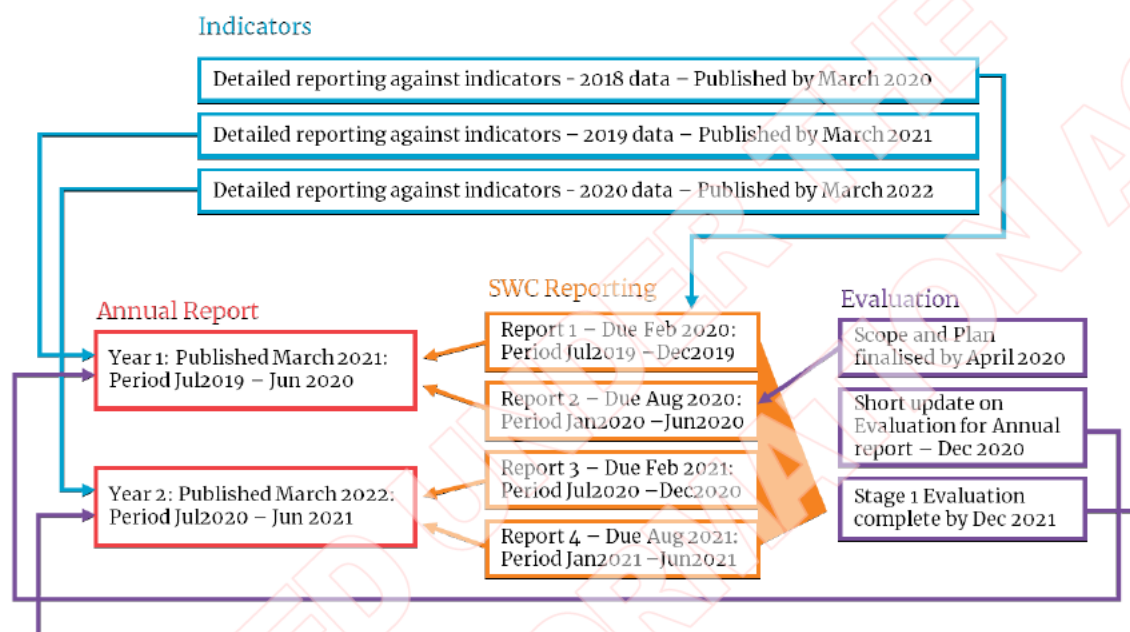 Indicators
Detailed reporting against indicators - 2018 data – Published by March 2020
Detailed reporting against indicators – 2019 data – Published by March 2021
Detailed reporting against indicators - 2020 data – Published by March 2022
Annual Report
Year 1: Published March 2021:
Period Jul2019 – Jun 2020
Year 2: Published March 2022:
Period Jul2020 – Jun 2021
SWC Reporting
Report 1 – Due Feb 2020:
Period Jul2019 –Dec2019
Report 2 – Due Aug 2020:
Period Jan2020 –Jun2020
Report 3 – Due Feb 2021:
Period Jul2020 –Dec2020
Report 4 – Due Aug 2021:
Period Jan2021 –Jun2021
Evaluation
Scope and Plan
finalised by April 2020
Short update on
Evaluation for Annual
report – Dec 2020
Stage 1 Evaluation
complete by Dec 2021
UNDER THE